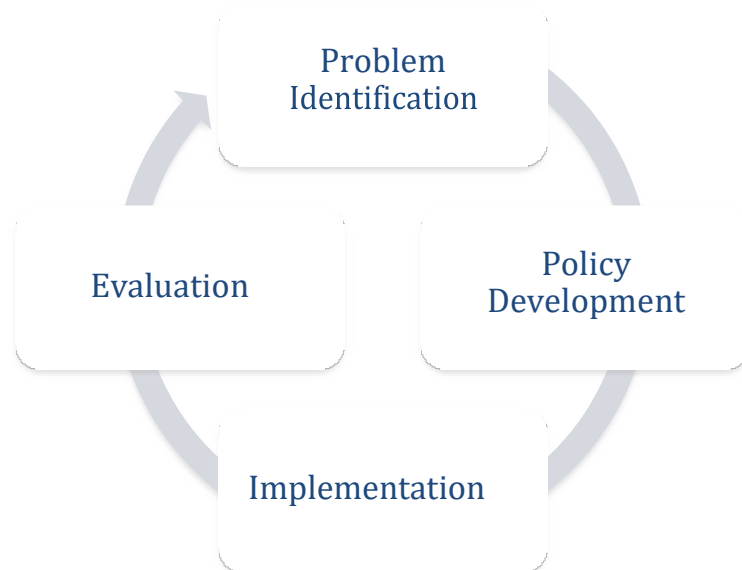 Problem
Identification
Policy
Development
Implementation
Evaluation